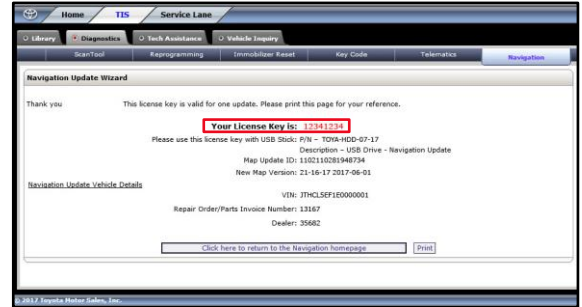 Home TIS Service Lane
Library Diagnostics Tech Assistance Vehicle Inquiry
ScanTool Reprogramming Immobilizer Reset Key Code Telematics Navigation
Navigation Update Wizard
Thank you This license key is valid for one update. Please print this page for your reference.
Your License Key is: 12341234
Please use this license key with USB Stick: P/N – TOYA-HDD-07-17
Description – USB Drive - Navigation Update
Map Update ID: 1102110281948734
New Map Version: 21-16-17 2017-06-01
Navigation Update Vehicle Details
VIN: JTHCLSEF1E0000001
Repair Order/Parts Invoice Number: 13167
Dealer: 35682
Click here to return to the Navigation homepage Print
© 2017 Toyota Motor Sales, Inc.